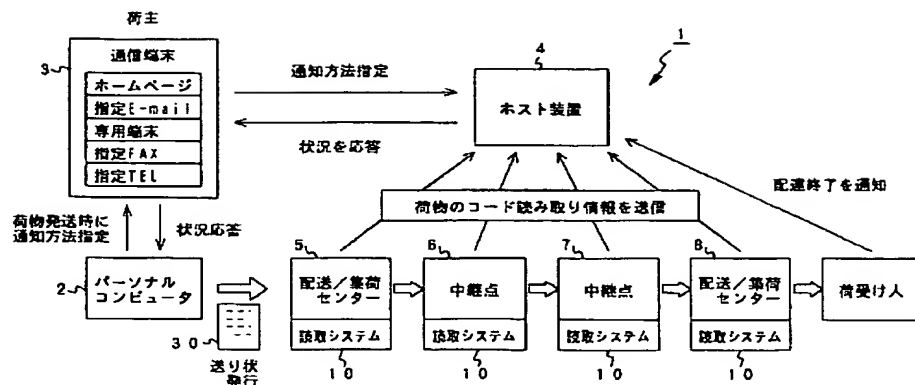 荷主
1
3
通信端末
ホームページ
指定E-mail
専用端末
指定FAX
指定TEL
通知方法指定
状況を応答
4
ホスト装置
配達終了を通知
荷物のコード読み取り情報を送信
荷物発送時に
通知方法指定
状況応答
2
パーソナル
コンピュータ
30
送り状
発行
5
配送/集荷
センター
読取システム
10
6
中継点
読取システム
10
7
中継点
読取システム
10
8
配送/集荷
センター
読取システム
10
荷受け人